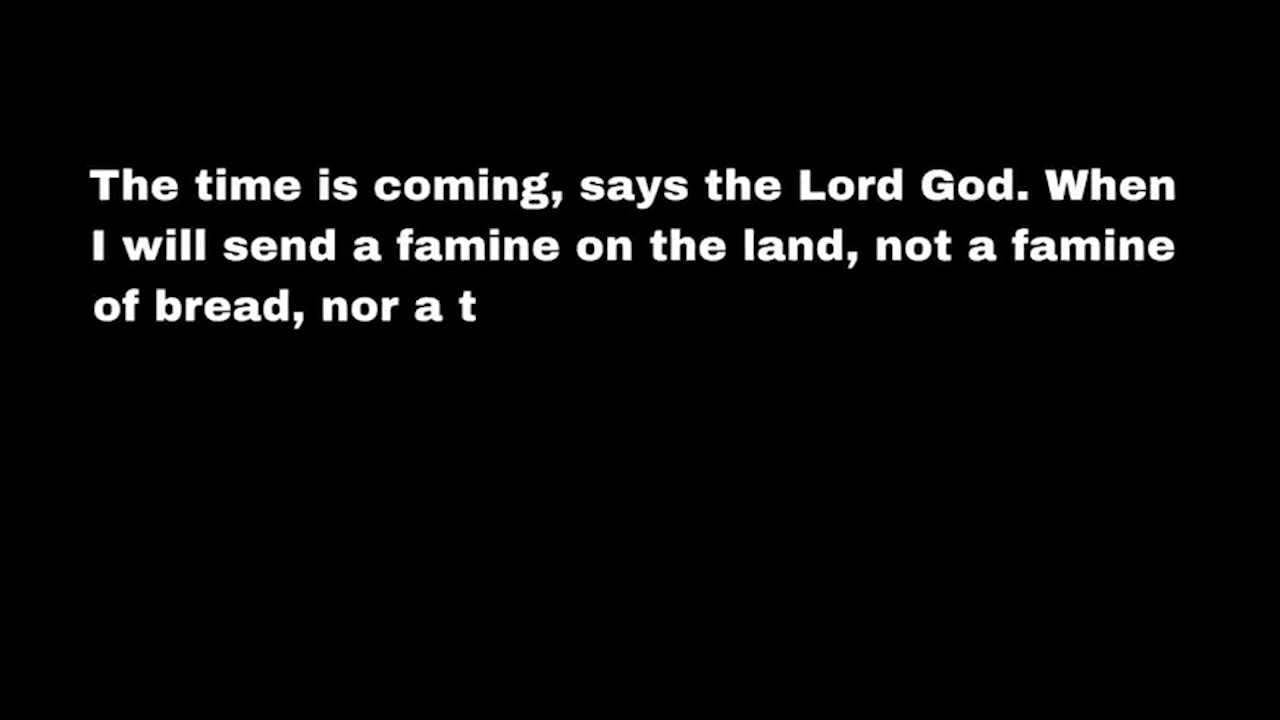 The time is coming, says the Lord God. When
I will send a famine on the land, not a famine
of bread, nor a t